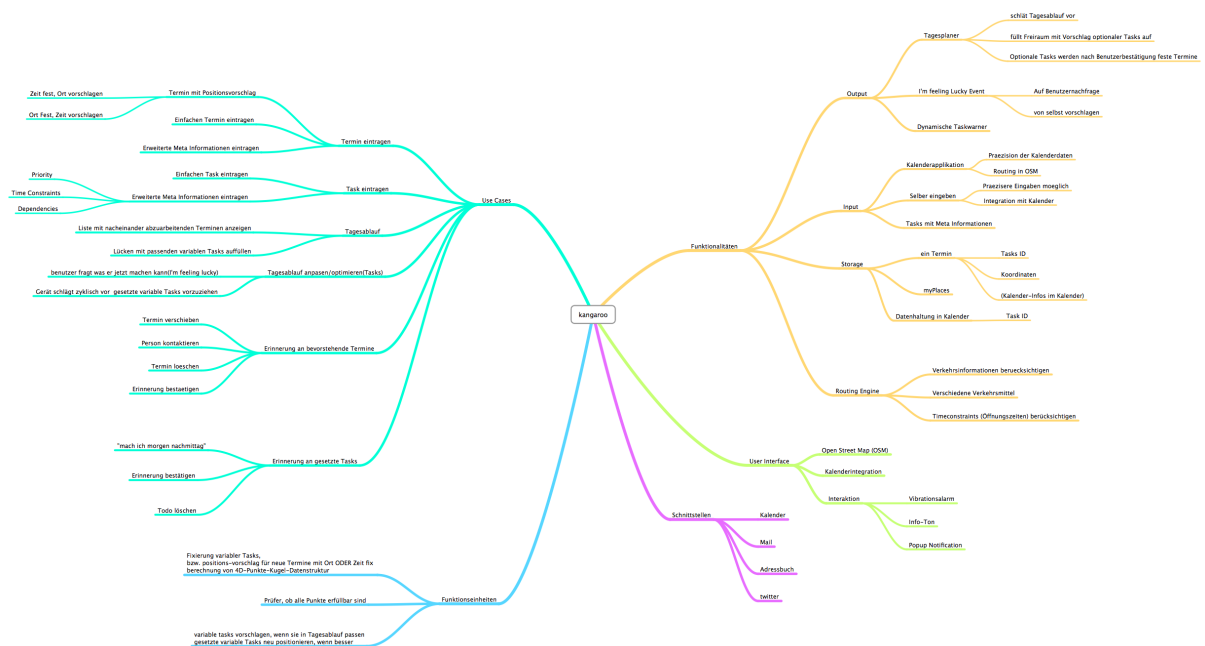 kangaroo
Use Cases
Termin eintragen
Termin mit Positionsvorschlag
Zeit fest, Ort vorschlagen
Ort Fest, Zeit vorschlagen
Einfachen Termin eintragen
Erweiterte Meta Informationen eintragen
Task eintragen
Einfachen Task eintragen
Erweiterte Meta Informationen eintragen
Priority
Time Constraints
Dependencies
Tagesablauf
Liste mit nacheinander abzuarbeitenden Terminen anzeigen
Lücken mit passenden variablen Tasks auffüllen
Tagesablauf anpasen/optimieren(Tasks)
benutzer fragt was er jetzt machen kann(I'm feeling lucky)
Gerät schlägt zyklisch vor gesetzte variable Tasks vorzuziehen
Erinnerung an bevorstehende Termine
Termin verschieben
Person kontaktieren
Termin loeschen
Erinnerung bestaetigen
Erinnerung an gesetzte Tasks
"mach ich morgen nachmittag"
Erinnerung bestätigen
Todo löschen
Funktionseinheiten
Fixierung variabler Tasks,
bzw. positions-vorschlag für neue Termine mit Ort ODER Zeit fix
berechnung von 4D-Punkte-Kugel-Datenstruktur
Prüfer, ob alle Punkte erfüllbar sind
variable tasks vorschlagen, wenn sie in Tagesablauf passen
gesetzte variable Tasks neu positionieren, wenn besser
Funktionalitäten
Output
Tagesplaner
schlät Tagesablauf vor
füllt Freiraum mit Vorschlag optionaler Tasks auf
Optionale Tasks werden nach Benutzerbestätigung feste Termine
I'm feeling Lucky Event
Auf Benutzernachfrage
von selbst vorschlagen
Dynamische Taskwarner
Input
Kalenderapplikation
Praezision der Kalenderdaten
Routing in OSM
Selber eingeben
Praezisere Eingaben moeglich
Integration mit Kalender
Tasks mit Meta Informationen
Storage
ein Termin
Tasks ID
Koordinaten
(Kalender-Infos im Kalender)
myPlaces
Datenhaltung in Kalender
Task ID
Routing Engine
Verkehrsinformationen beruecksichtigen
Verschiedene Verkehrsmittel
Timeconstraints (Öffnungszeiten) berücksichtigen
User Interface
Open Street Map (OSM)
Kalenderintegration
Interaktion
Vibrationsalarm
Info-Ton
Popup Notification
Schnittstellen
Kalender
Mail
Adressbuch
twitter